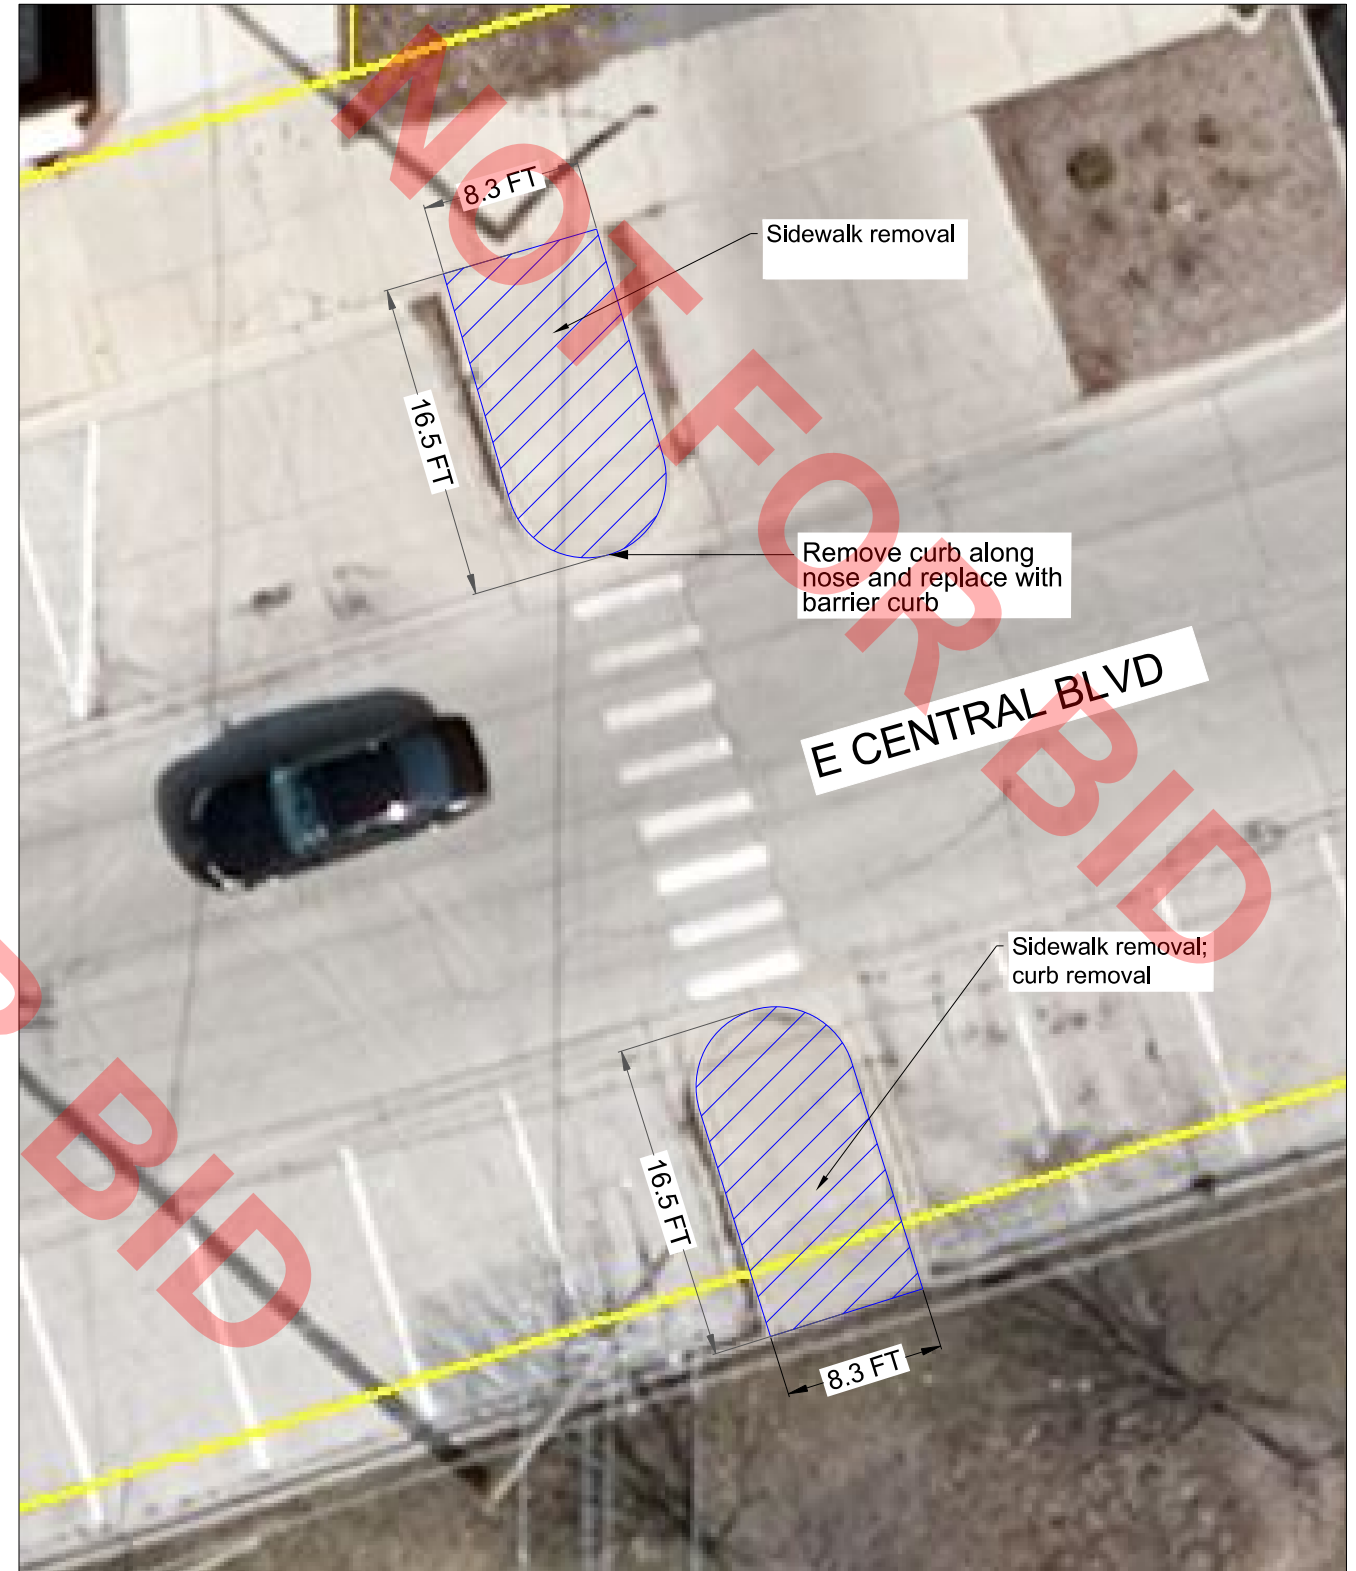 NOT FOR BID
8.3 FT
Sidewalk removal
16.5 FT
Remove curb along
nose and replace with
barrier curb
E CENTRAL BLVD
Sidewalk removal;
curb removal
16.5 FT
8.3 FT
BID